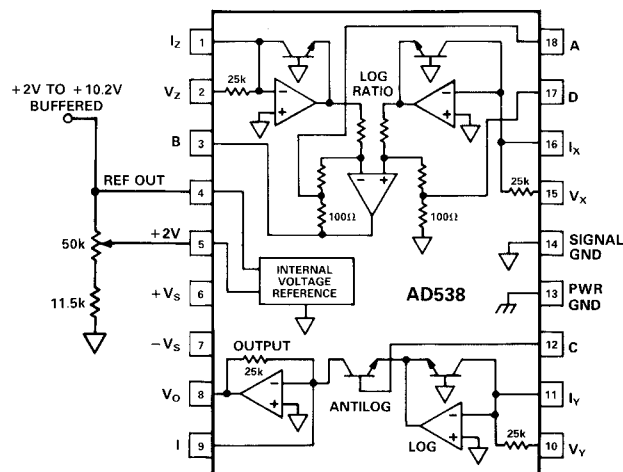 +2V TO +10.2V
BUFFERED
REF OUT
+2V
50k
11.5k
I_Z
1
V_Z
2
25k
B
3
4
5
+V_S
6
−V_S
7
V_O
8
I
9
LOG
RATIO
100Ω
100Ω
INTERNAL
VOLTAGE
REFERENCE
AD538
OUTPUT
25k
ANTILOG
LOG
25k
25k
18
A
17
D
16
I_X
15
V_X
14
SIGNAL
GND
13
PWR
GND
12
C
11
I_Y
10
V_Y